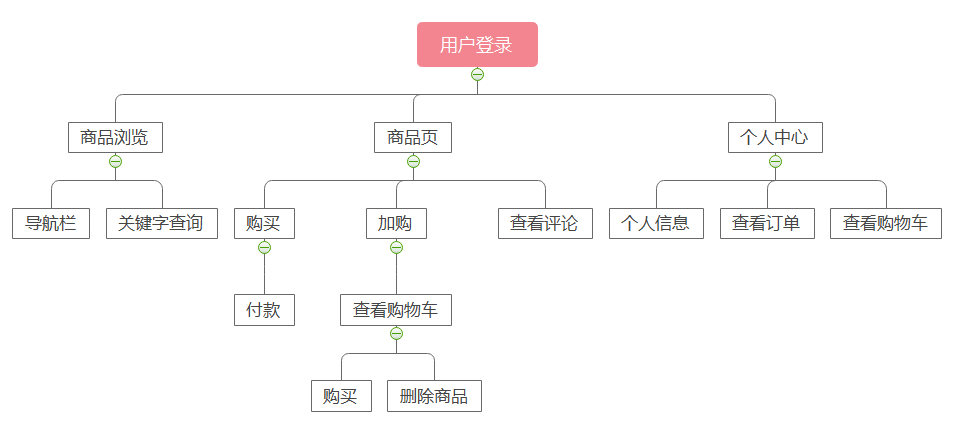 用户登录
商品浏览
商品页
个人中心
导航栏
关键字查询
购买
加购
查看评论
个人信息
查看订单
查看购物车
付款
查看购物车
购买
删除商品